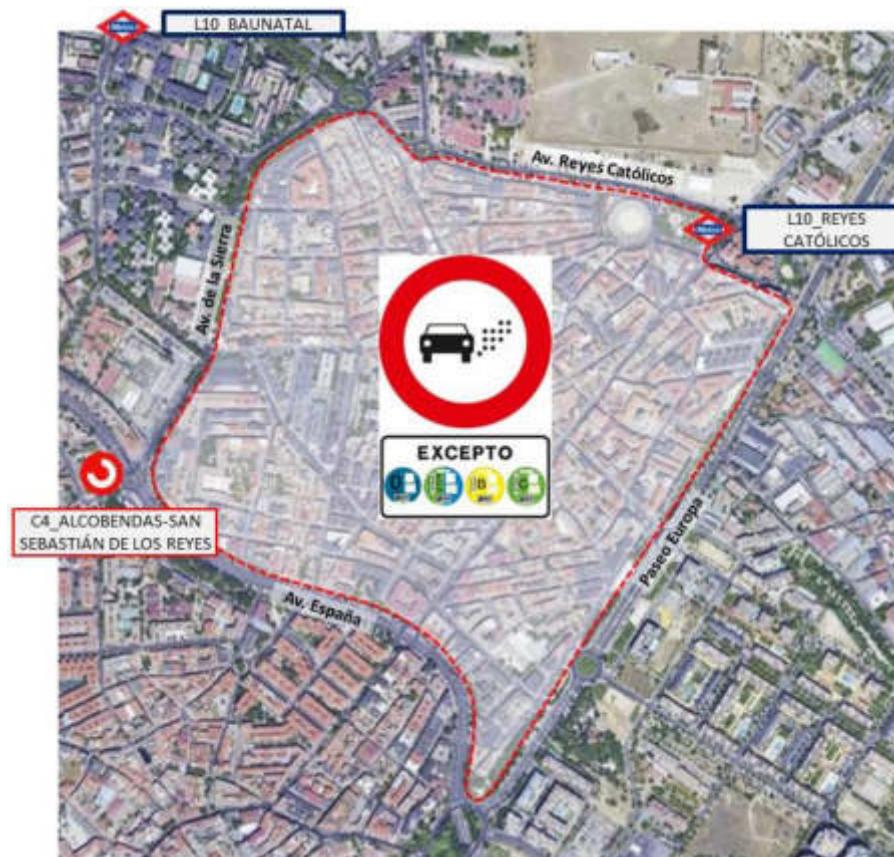 L10_BAUNATAL
Av. Reyes Católicos
L10_REYES
CATÓLICOS
Av. de la Sierra
EXCEPTO
B
C
C4_ALCOBENDAS-SAN
SEBASTIÁN DE LOS REYES
Paseo Europa
Av. España